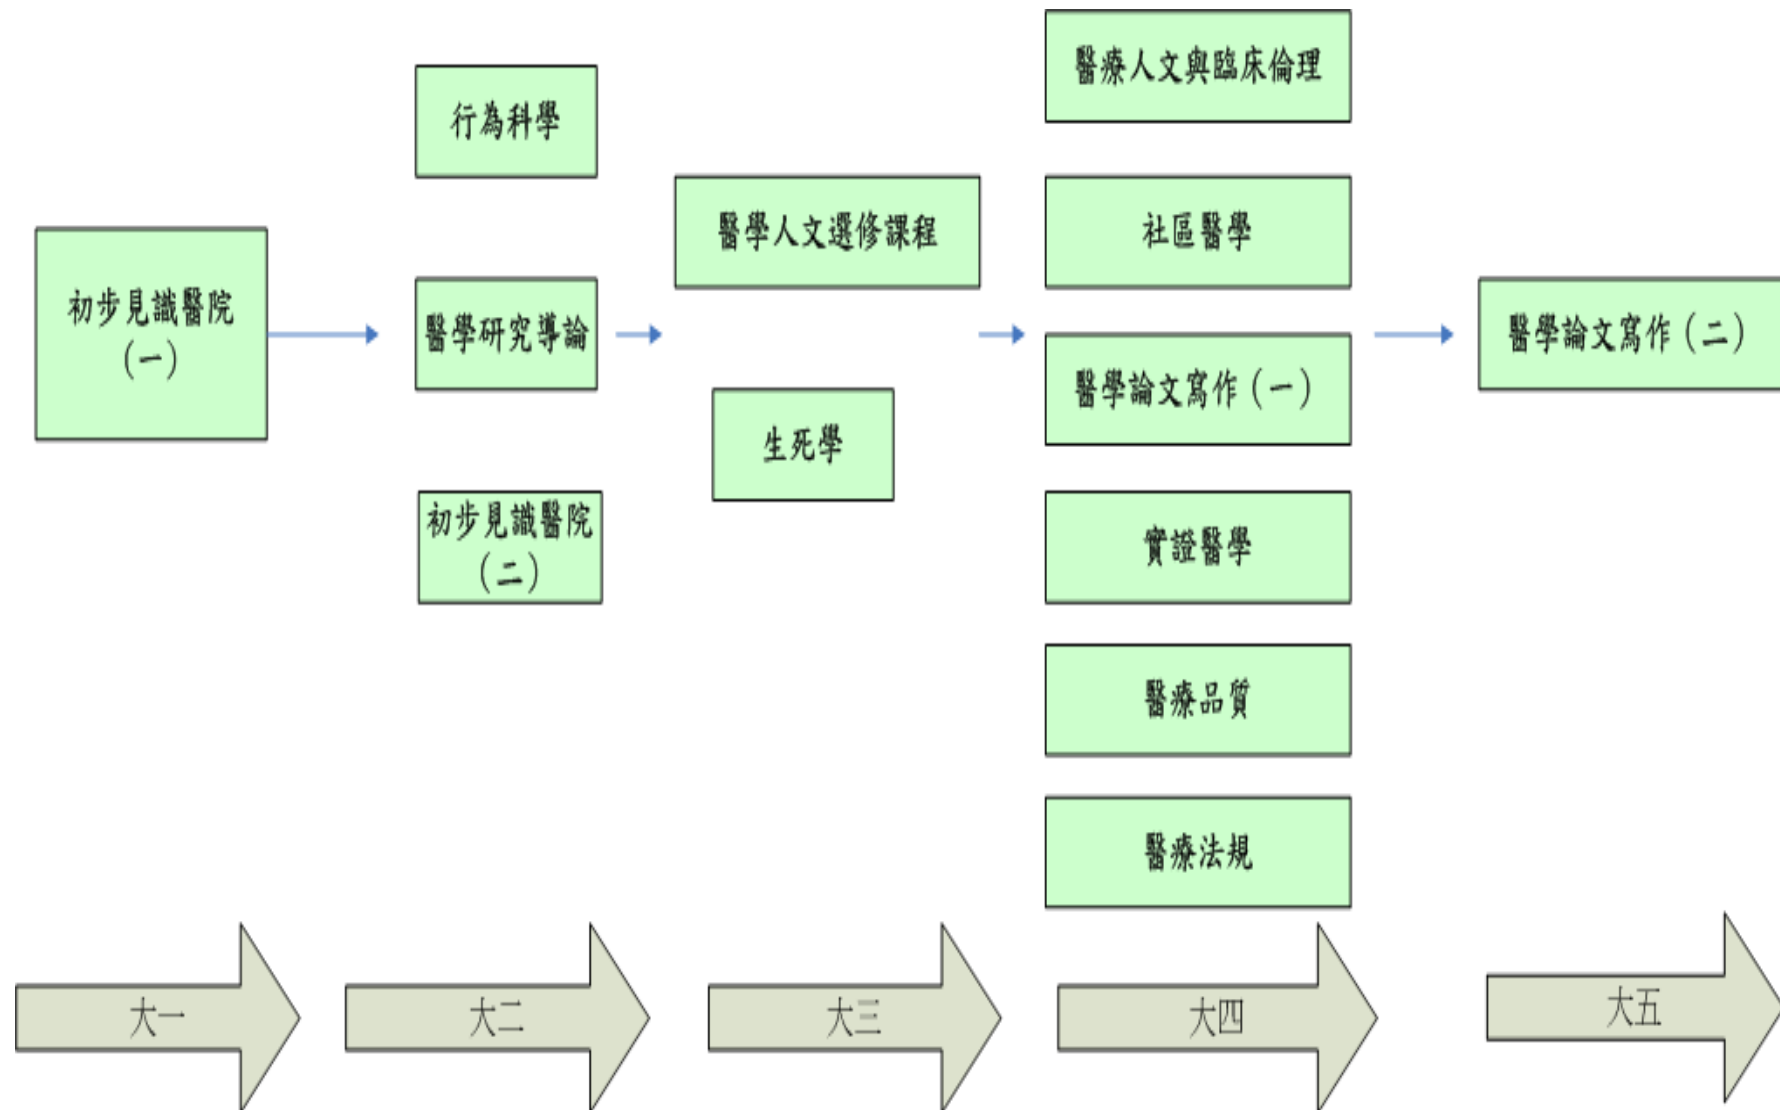 初步見識醫院
(一)
行為科學
醫學研究導論
初步見識醫院
(二)
醫學人文選修課程
生死學
醫療人文與臨床倫理
社區醫學
醫學論文寫作(一)
實證醫學
醫療品質
醫療法規
醫學論文寫作(二)
大一
大二
大三
大四
大五